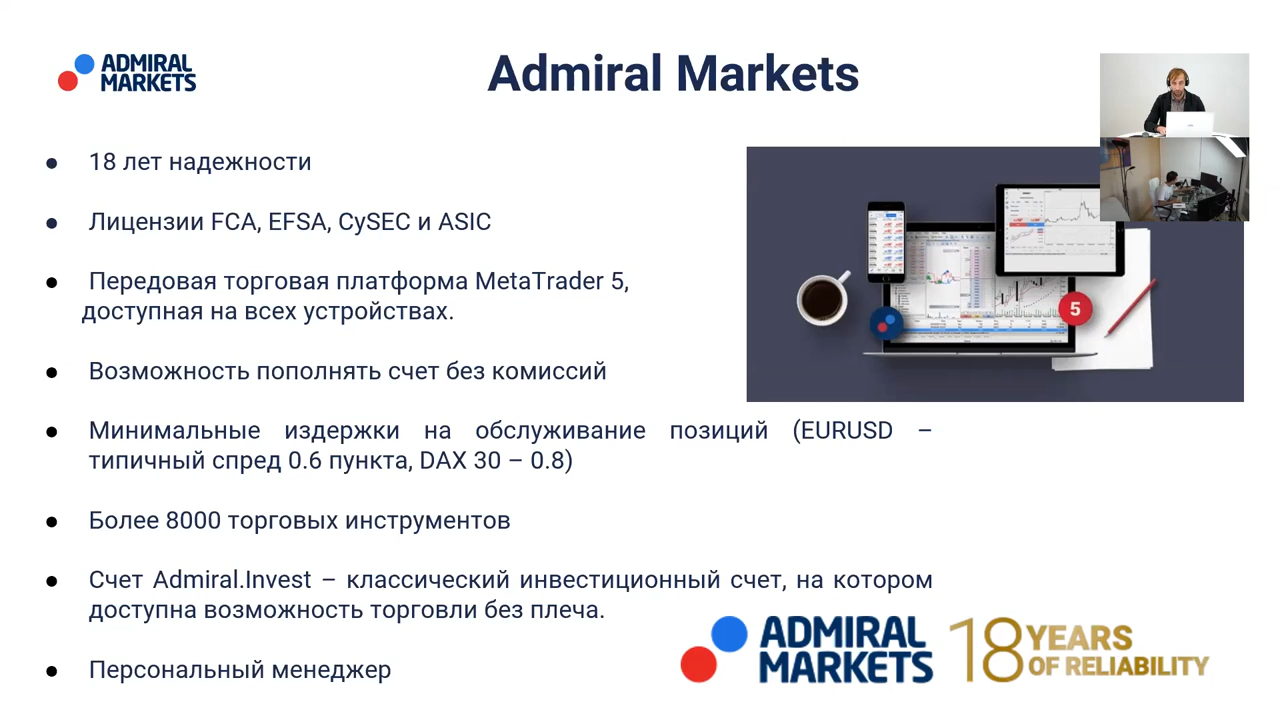 ADMIRAL
MARKETS
Admiral Markets
● 18 лет надежности
● Лицензии FCA, EFSA, CySEC и ASIC
● Передовая торговая платформа MetaTrader 5,
доступная на всех устройствах.
● Возможность пополнять счет без комиссий
● Минимальные издержки на обслуживание позиций (EURUSD –
типичный спред 0.6 пункта, DAX 30 – 0.8)
● Более 8000 торговых инструментов
● Счет Admiral.Invest – классический инвестиционный счет, на котором
доступна возможность торговли без плеча.
● Персональный менеджер
5
ADMIRAL
MARKETS
18 YEARS
OF RELIABILITY